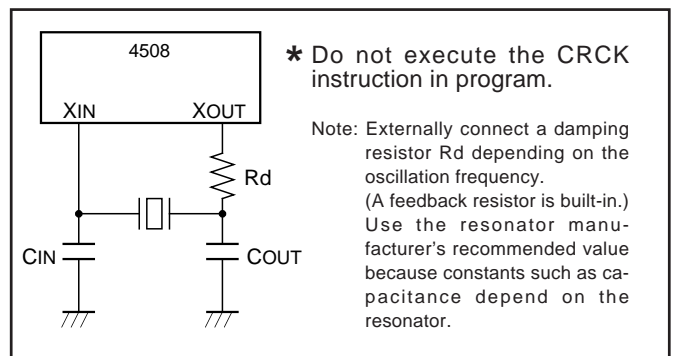 4508
XIN
XOUT
Rd
CIN
COUT
* Do not execute the CRCK
instruction in program.
Note: Externally connect a damping
resistor Rd depending on the
oscillation frequency.
(A feedback resistor is built-in.)
Use the resonator manu-
facturer's recommended value
because constants such as ca-
pacitance depend on the
resonator.